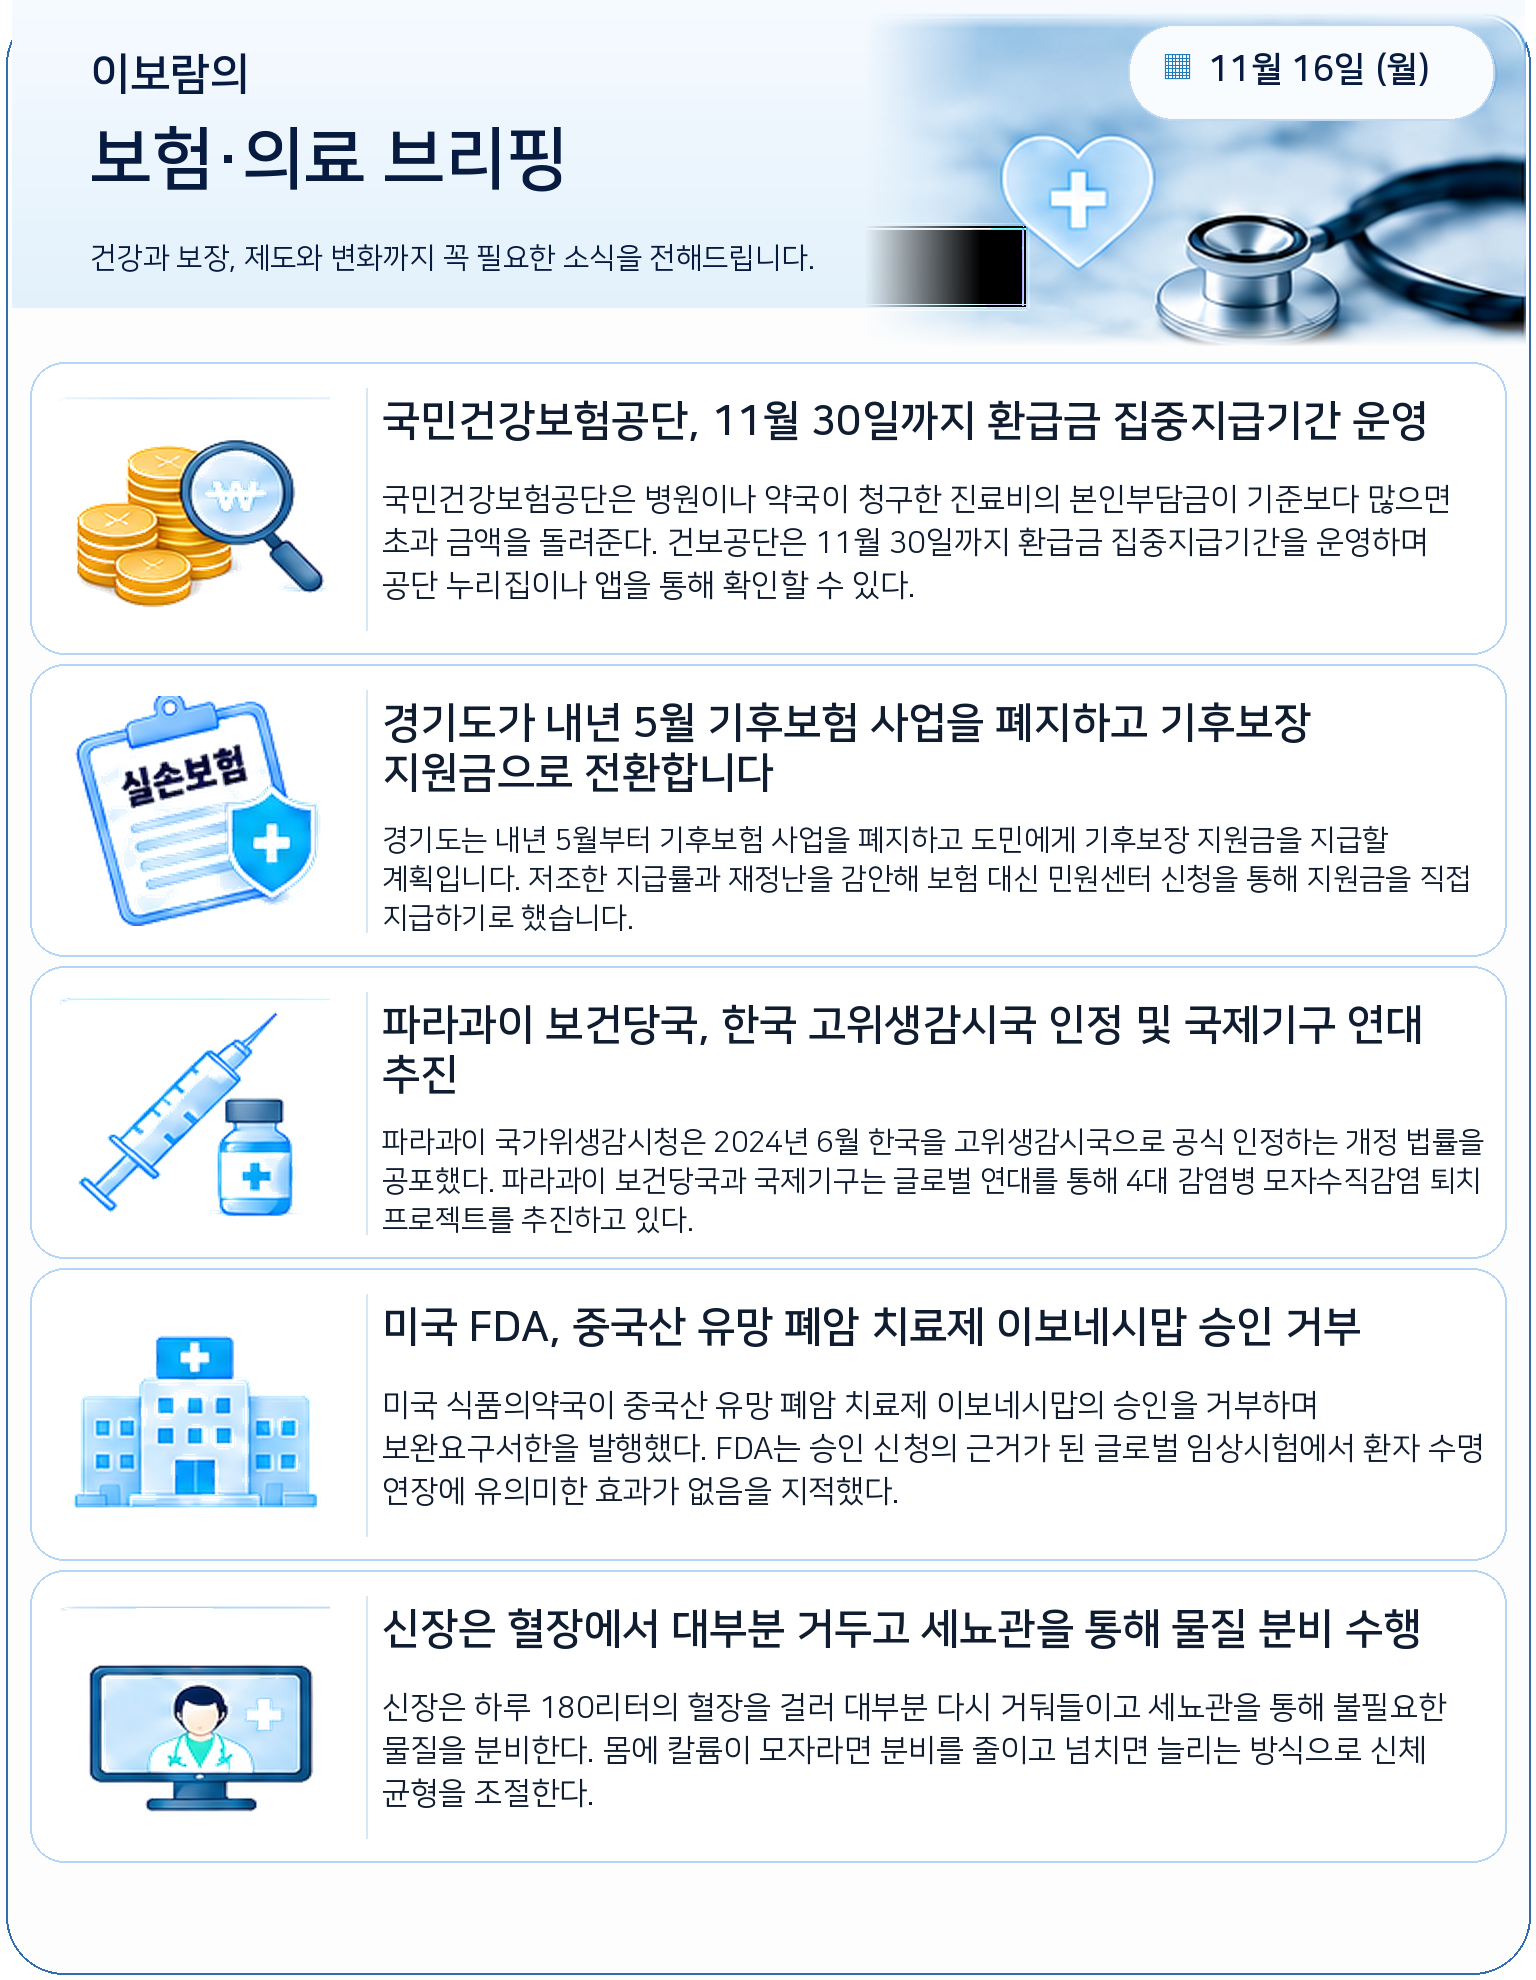 이보람의
11월 16일 (월)
보험·의료 브리핑
건강과 보장, 제도와 변화까지 꼭 필요한 소식을 전해드립니다.
국민건강보험공단, 11월 30일까지 환급금 집중지급기간 운영
국민건강보험공단은 병원이나 약국이 청구한 진료비의 본인부담금이 기준보다 많으면
초과 금액을 돌려준다. 건보공단은 11월 30일까지 환급금 집중지급기간을 운영하며
공단 누리집이나 앱을 통해 확인할 수 있다.
₩
실손보험
경기도가 내년 5월 기후보험 사업을 폐지하고 기후보장
지원금으로 전환합니다
경기도는 내년 5월부터 기후보험 사업을 폐지하고 도민에게 기후보장 지원금을 지급할
계획입니다. 저조한 지급률과 재정난을 감안해 보험 대신 민원센터 신청을 통해 지원금을 직접
지급하기로 했습니다.
파라과이 보건당국, 한국 고위생감시국 인정 및 국제기구 연대
추진
파라과이 국가위생감시청은 2024년 6월 한국을 고위생감시국으로 공식 인정하는 개정 법률을
공포했다. 파라과이 보건당국과 국제기구는 글로벌 연대를 통해 4대 감염병 모자수직감염 퇴치
프로젝트를 추진하고 있다.
미국 FDA, 중국산 유망 폐암 치료제 이보네시맙 승인 거부
미국 식품의약국이 중국산 유망 폐암 치료제 이보네시맙의 승인을 거부하며
보완요구서한을 발행했다. FDA는 승인 신청의 근거가 된 글로벌 임상시험에서 환자 수명
연장에 유의미한 효과가 없음을 지적했다.
신장은 혈장에서 대부분 거두고 세뇨관을 통해 물질 분비 수행
신장은 하루 180리터의 혈장을 걸러 대부분 다시 거둬들이고 세뇨관을 통해 불필요한
물질을 분비한다. 몸에 칼륨이 모자라면 분비를 줄이고 넘치면 늘리는 방식으로 신체
균형을 조절한다.